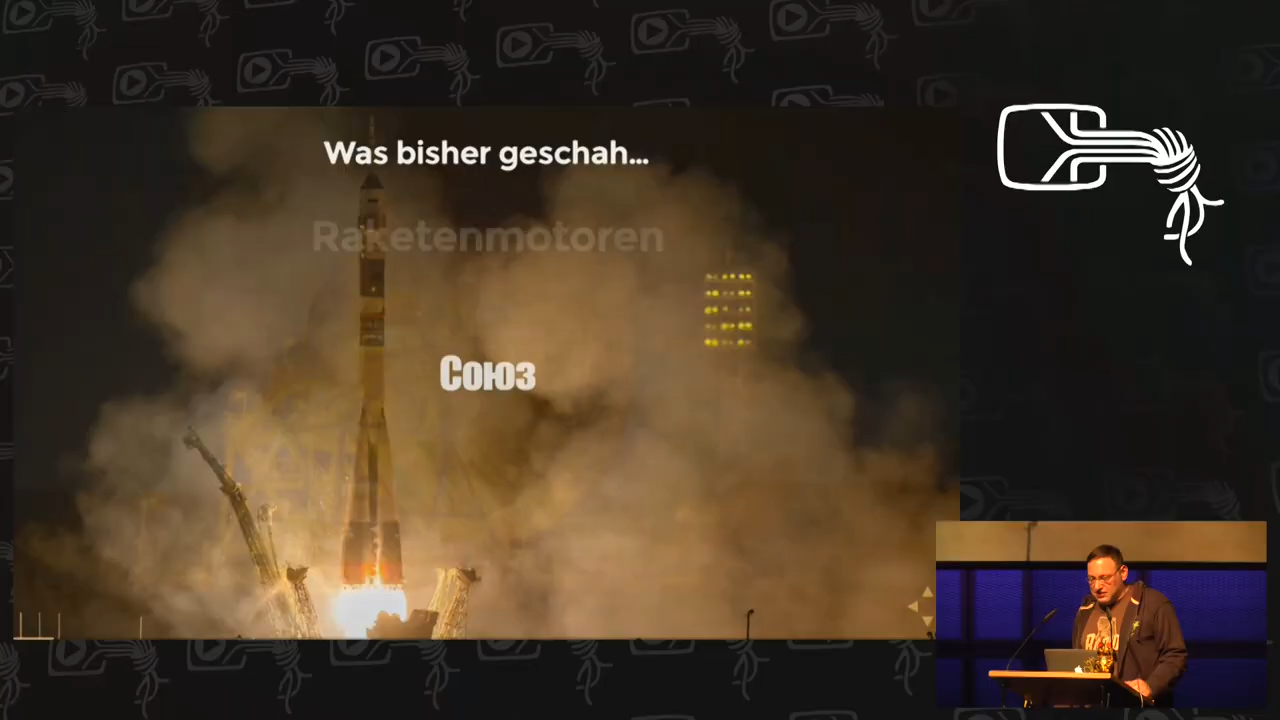 Was bisher geschah...
Raketenmotoren
Союз